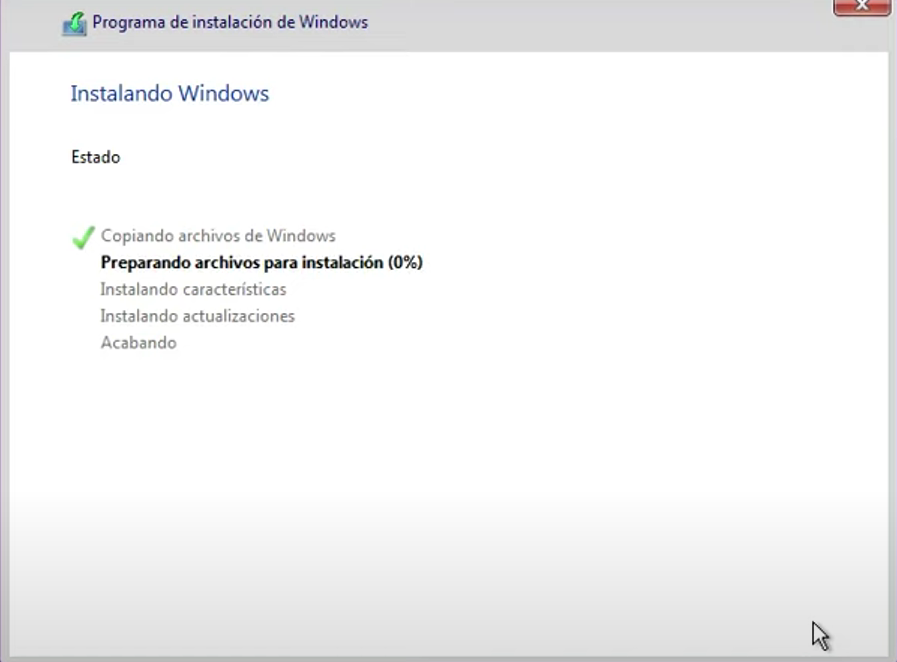 Programa de instalación de Windows
Instalando Windows
Estado
Copiando archivos de Windows
Preparando archivos para instalación (0%)
Instalando características
Instalando actualizaciones
Acabando